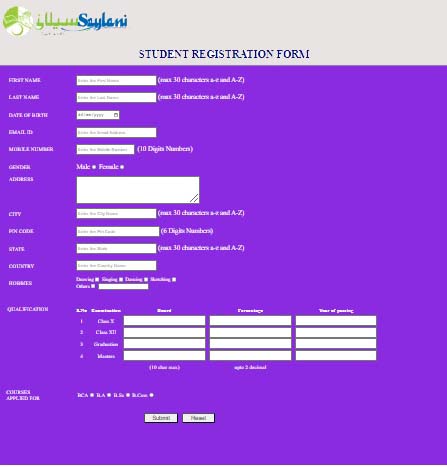 سیلانی Saylani
STUDENT REGISTRATION FORM
FIRST NAME Enter the First Name (max 30 characters a-z and A-Z)
LAST NAME Enter the Last Name (max 30 characters a-z and A-Z)
DATE OF BIRTH dd/mm/yyyy
EMAIL ID Enter the Email Address
MOBILE NUMBER Enter the Mobile Number (10 Digits Numbers)
GENDER Male Female
ADDRESS
CITY Enter the City Name (max 30 characters a-z and A-Z)
PIN CODE Enter the Pin Code (6 Digits Numbers)
STATE Enter the State (max 30 characters a-z and A-Z)
COUNTRY Enter the Country Name
HOBBIES Drawing Singing Dancing Sketching
Others
QUALIFICATION S.No Examination Board Percentage Year of passing
1 Class X
2 Class XII
3 Graduation
4 Masters
(10 char max) upto 2 decimal
COURSES
APPLIED FOR BCA B.A B.Sc B.Com
Submit Reset